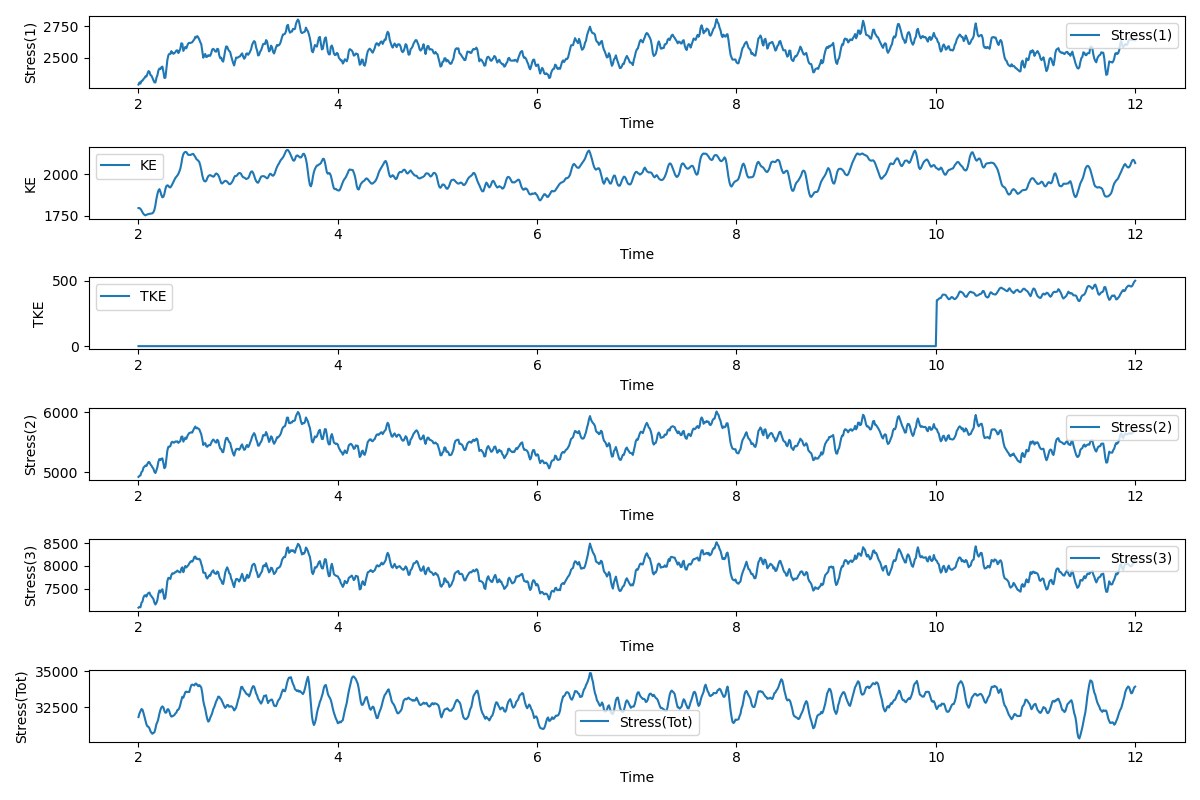 Stress(1)
2750
2500
Stress(1)
2 4 6 8 10 12
Time
KE
2000
1750
KE
2 4 6 8 10 12
Time
TKE
500
0
TKE
2 4 6 8 10 12
Time
Stress(2)
6000
5000
Stress(2)
2 4 6 8 10 12
Time
Stress(3)
8500
8000
7500
Stress(3)
2 4 6 8 10 12
Time
Stress(Tot)
35000
32500
Stress(Tot)
2 4 6 8 10 12
Time